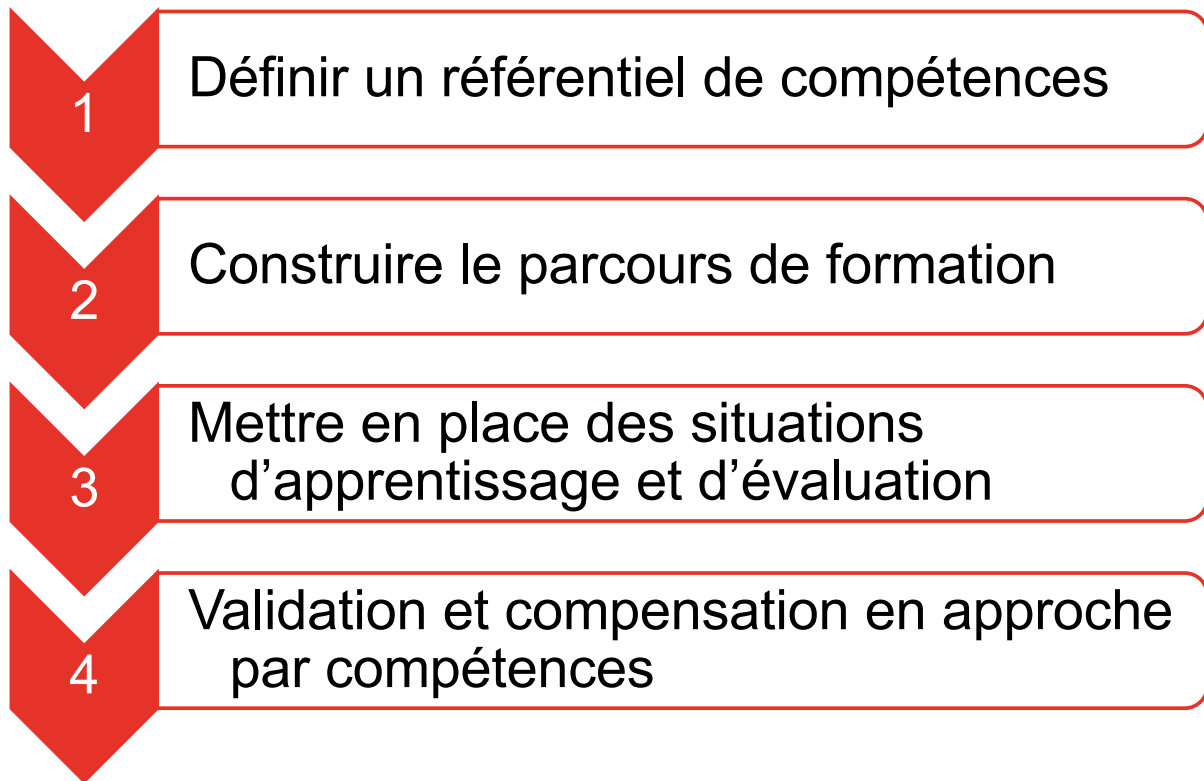 1
Définir un référentiel de compétences
2
Construire le parcours de formation
3
Mettre en place des situations
d’apprentissage et d’évaluation
4
Validation et compensation en approche
par compétences